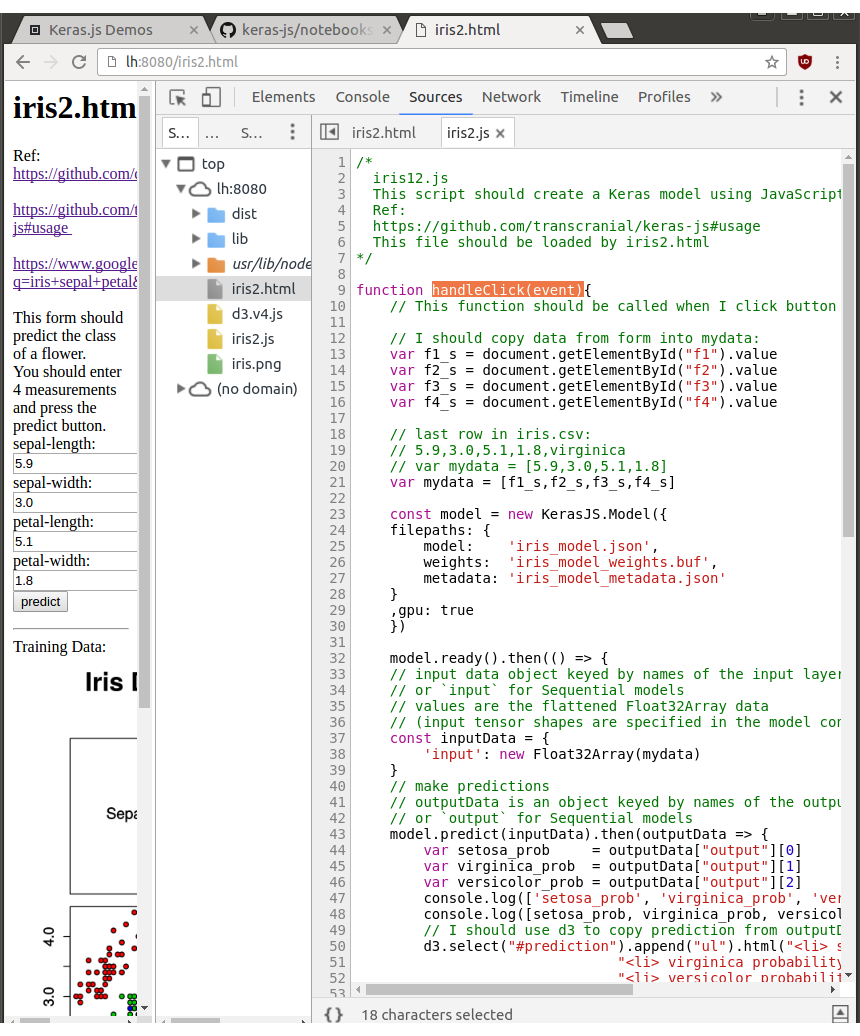 Keras.js Demos
keras-js/notebooks
iris2.html
lh:8080/iris2.html
iris2.htm
Ref:
https://github.com/
https://github.com/t
js#usage
https://www.google
q=iris+sepal+petal
This form should
predict the class
of a flower.
You should enter
4 measurements
and press the
predict button.
sepal-length:
5.9
sepal-width:
3.0
petal-length:
5.1
petal-width:
1.8
predict
Training Data:
Iris
Sepa
4.0
3.0
Elements Console Sources Network Timeline Profiles »
S... ... S...
top
lh:8080
dist
lib
usr/lib/node
iris2.html
d3.v4.js
iris2.js
iris.png
(no domain)
iris2.html iris2.js
1 /*
2 iris12.js
3 This script should create a Keras model using JavaScript
4 Ref:
5 https://github.com/transcranial/keras-js#usage
6 This file should be loaded by iris2.html
7 */
8
9 function handleClick(event){
10 // This function should be called when I click button
11
12 // I should copy data from form into mydata:
13 var f1_s = document.getElementById("f1").value
14 var f2_s = document.getElementById("f2").value
15 var f3_s = document.getElementById("f3").value
16 var f4_s = document.getElementById("f4").value
17
18 // last row in iris.csv:
19 // 5.9,3.0,5.1,1.8,virginica
20 // var mydata = [5.9,3.0,5.1,1.8]
21 var mydata = [f1_s,f2_s,f3_s,f4_s]
22
23 const model = new KerasJS.Model({
24 filepaths: {
25 model: 'iris_model.json',
26 weights: 'iris_model_weights.buf',
27 metadata: 'iris_model_metadata.json'
28 }
29 ,gpu: true
30 })
31
32 model.ready().then(() => {
33 // input data object keyed by names of the input layer
34 // or `input` for Sequential models
35 // values are the flattened Float32Array data
36 // (input tensor shapes are specified in the model con
37 const inputData = {
38 'input': new Float32Array(mydata)
39 }
40 // make predictions
41 // outputData is an object keyed by names of the outpu
42 // or `output` for Sequential models
43 model.predict(inputData).then(outputData => {
44 var setosa_prob = outputData["output"][0]
45 var virginica_prob = outputData["output"][1]
46 var versicolor_prob = outputData["output"][2]
47 console.log(['setosa_prob', 'virginica_prob', 'ver
48 console.log([setosa_prob, virginica_prob, versicol
49 // I should use d3 to copy prediction from outputD
50 d3.select("#prediction").append("ul").html("<li> s
51 "<li> virginica probability
52 "<li> versicolor probabilit
53
{} 18 characters selected